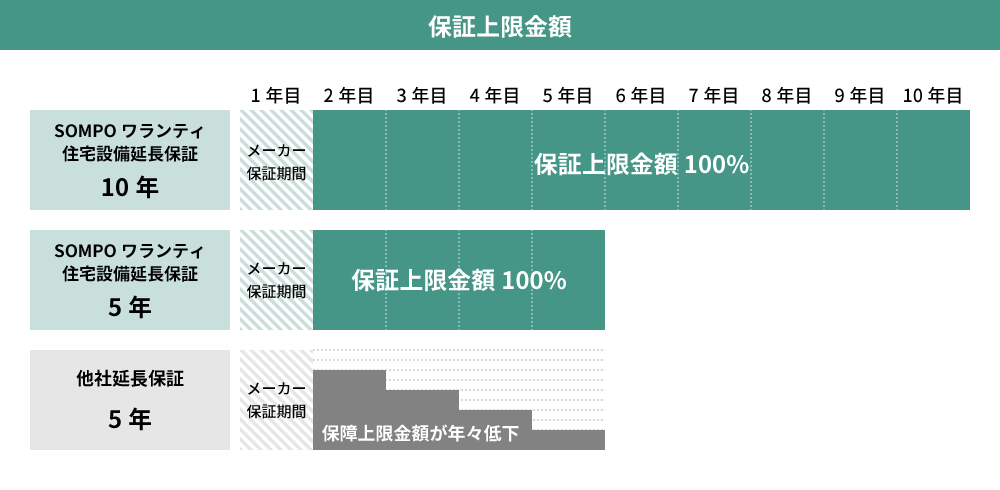 保証上限金額
1 年目 2 年目 3 年目 4 年目 5 年目 6 年目 7 年目 8 年目 9 年目 10 年目
SOMPO ワランティ
住宅設備延長保証
10 年
メーカー
保証期間
保証上限金額 100%
SOMPO ワランティ
住宅設備延長保証
5 年
メーカー
保証期間
保証上限金額 100%
他社延長保証
5 年
メーカー
保証期間
保障上限金額が年々低下